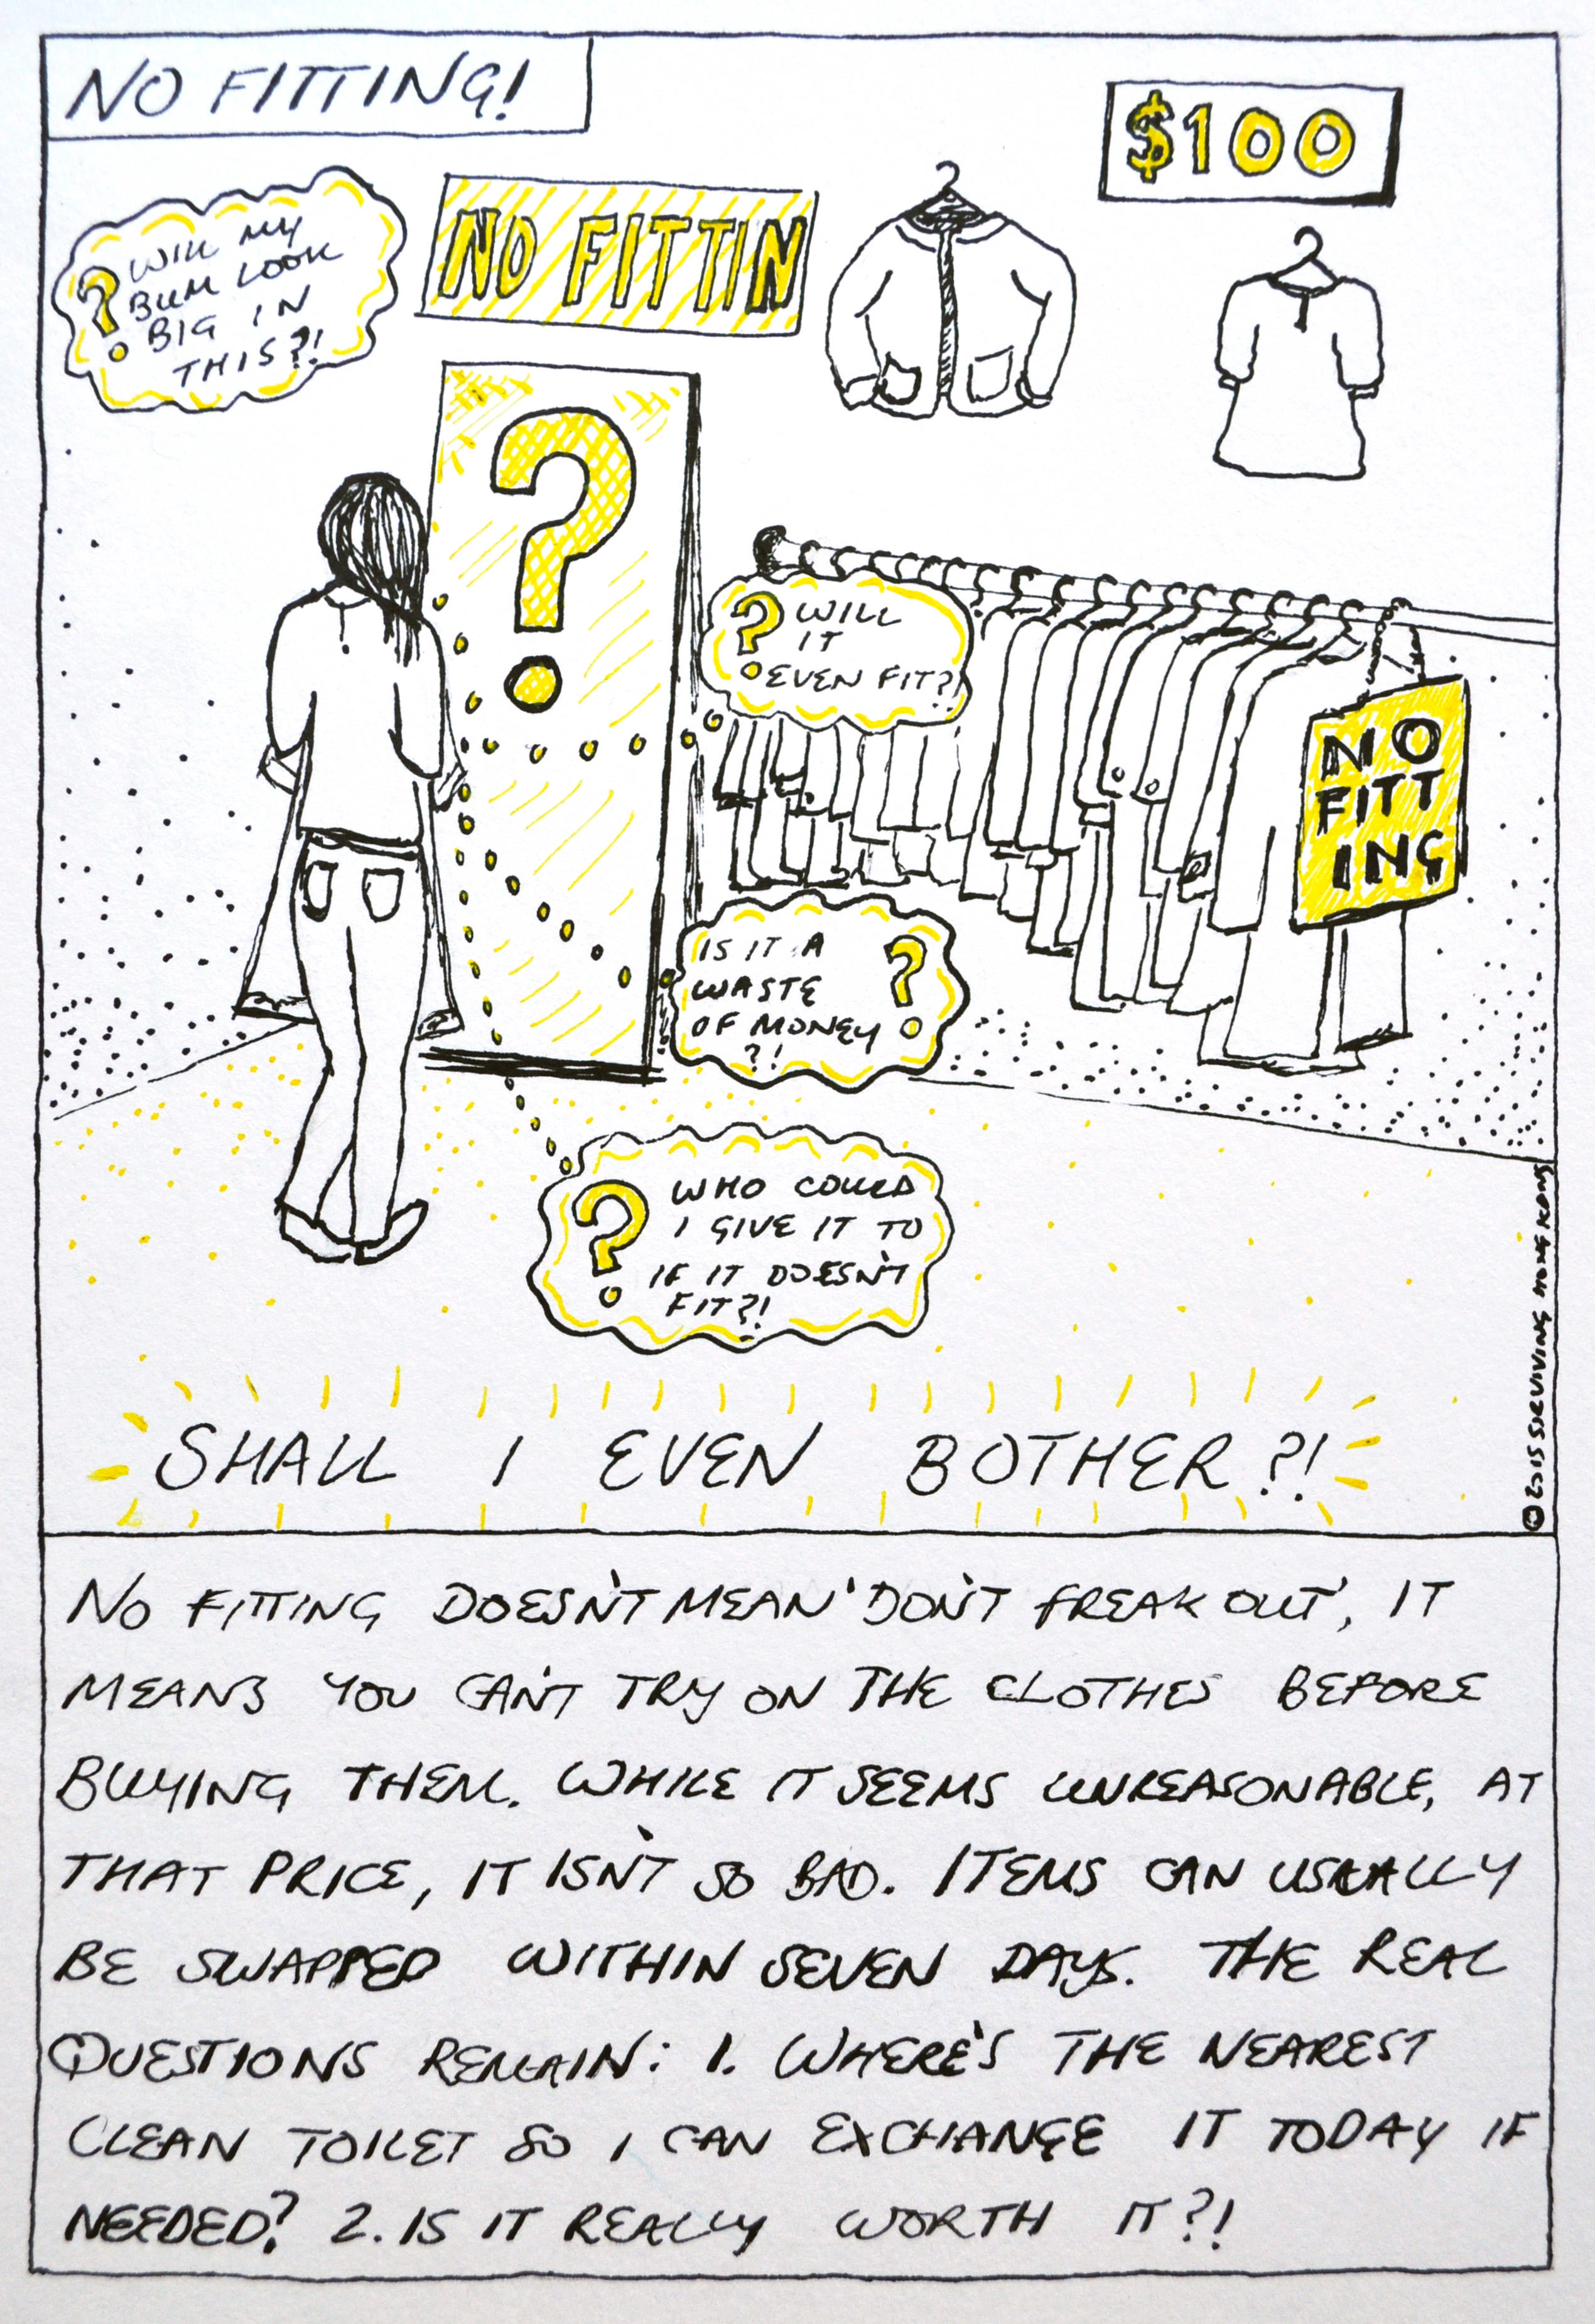 NO FITTING!
$100
NO FITTIN
WILL MY
BUM LOOK
BIG IN
THIS?!
WILL
IT
EVEN FIT?!
NO
FITT
ING
IS IT A
WASTE
OF MONEY
?!
WHO COULD
I GIVE IT TO
IF IT DOESN'T
FIT?!
©2015 SURVIVING HONG KONG
SHALL I EVEN BOTHER?!
NO FITTING DOESN'T MEAN 'DON'T FREAK OUT', IT
MEANS YOU CAN'T TRY ON THE CLOTHES BEFORE
BUYING THEM. WHILE IT SEEMS UNREASONABLE, AT
THAT PRICE, IT ISN'T SO BAD. ITEMS CAN USUALLY
BE SWAPPED WITHIN SEVEN DAYS. THE REAL
QUESTIONS REMAIN: 1. WHERE'S THE NEAREST
CLEAN TOILET SO I CAN EXCHANGE IT TODAY IF
NEEDED? 2. IS IT REALLY WORTH IT?!